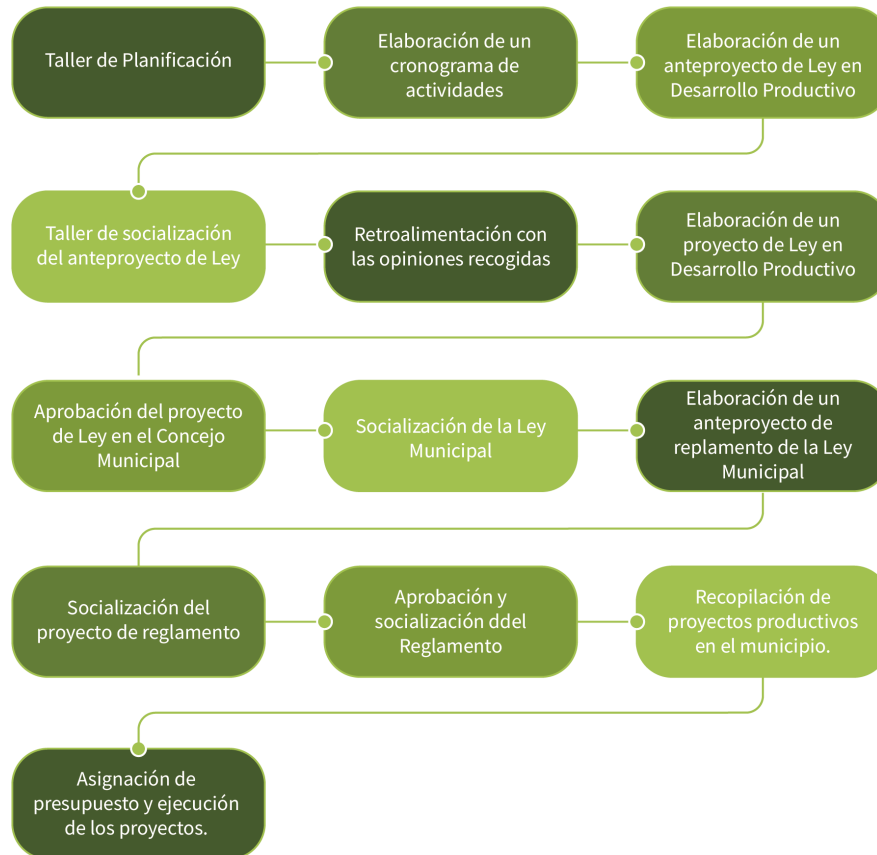 Taller de Planificación
Elaboración de un
cronograma de
actividades
Elaboración de un
anteproyecto de Ley en
Desarrollo Productivo
Taller de socialización
del anteproyecto de Ley
Retroalimentación con
las opiniones recogidas
Elaboración de un
proyecto de Ley en
Desarrollo Productivo
Aprobación del proyecto
de Ley en el Concejo
Municipal
Socialización de la Ley
Municipal
Elaboración de un
anteproyecto de
replamento de la Ley
Municipal
Socialización del
proyecto de reglamento
Aprobación y
socialización ddel
Reglamento
Recopilación de
proyectos productivos
en el municipio.
Asignación de
presupuesto y ejecución
de los proyectos.